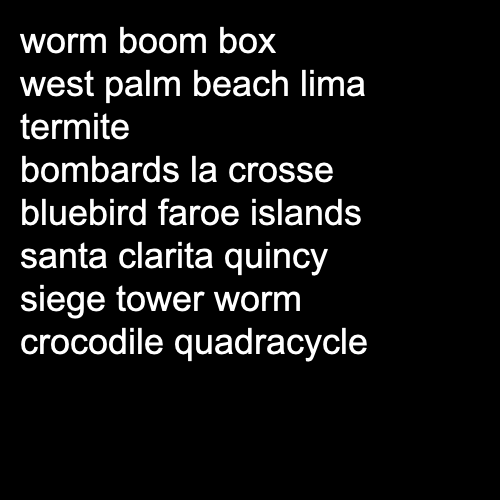 worm boom box
west palm beach lima
termite
bombards la crosse
bluebird faroe islands
santa clarita quincy
siege tower worm
crocodile quadracycle